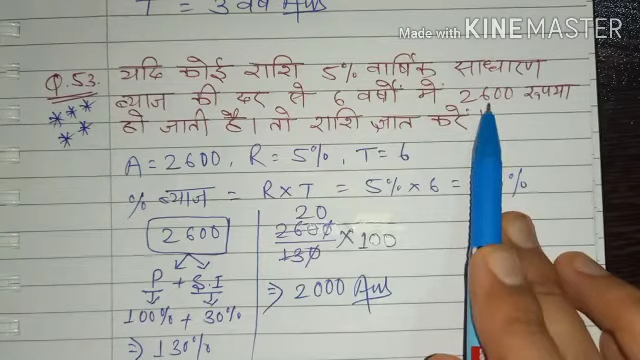 T = 3 वर्ष Ans
Made with KINEMASTER
Q.53. यदि कोई राशि 5% वार्षिक साधारण
ब्याज की दर से 6 वर्षों में 2600 रूपया
हो जाती है। तो राशि ज्ञात करें
A = 2600, R = 5%, T = 6
% ब्याज = R × T = 5% × 6 = %
2600
P + S.I
100% + 30%
⇒ 130%
20
2600/130 × 100
⇒ 2000 Ans